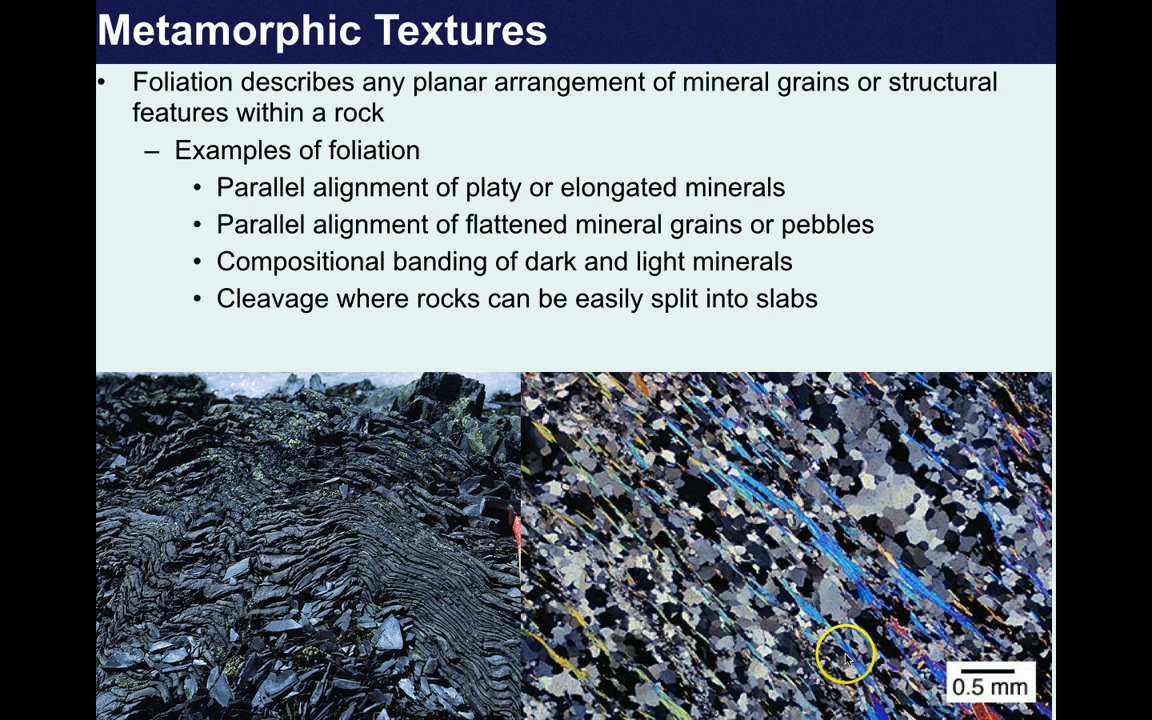 Metamorphic Textures
• Foliation describes any planar arrangement of mineral grains or structural
features within a rock
– Examples of foliation
• Parallel alignment of platy or elongated minerals
• Parallel alignment of flattened mineral grains or pebbles
• Compositional banding of dark and light minerals
• Cleavage where rocks can be easily split into slabs
0.5 mm